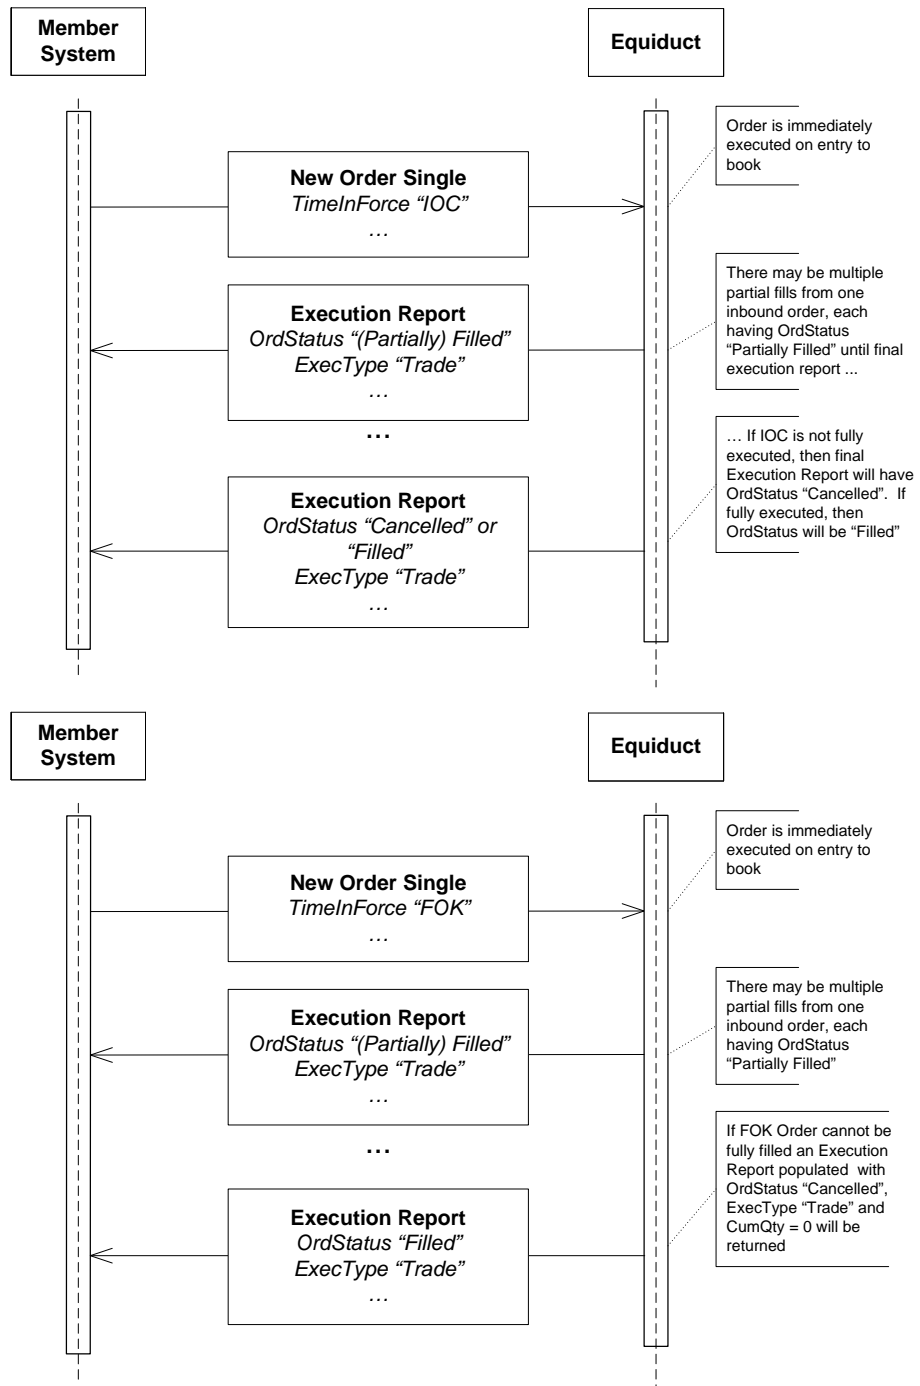 Member
System
Equiduct
Order is immediately
executed on entry to
book
New Order Single
TimeInForce “IOC”
…
There may be multiple
partial fills from one
inbound order, each
having OrdStatus
“Partially Filled” until final
execution report ...
Execution Report
OrdStatus “(Partially) Filled”
ExecType “Trade”
…
...
… If IOC is not fully
executed, then final
Execution Report will have
OrdStatus “Cancelled”.  If
fully executed, then
OrdStatus will be “Filled”
Execution Report
OrdStatus “Cancelled” or
“Filled”
ExecType “Trade”
…
Member
System
Equiduct
Order is immediately
executed on entry to
book
New Order Single
TimeInForce “FOK”
…
There may be multiple
partial fills from one
inbound order, each
having OrdStatus
“Partially Filled”
Execution Report
OrdStatus “(Partially) Filled”
ExecType “Trade”
…
...
If FOK Order cannot be
fully filled an Execution
Report populated  with
OrdStatus “Cancelled”,
ExecType “Trade” and
CumQty = 0 will be
returned
Execution Report
OrdStatus “Filled”
ExecType “Trade”
…